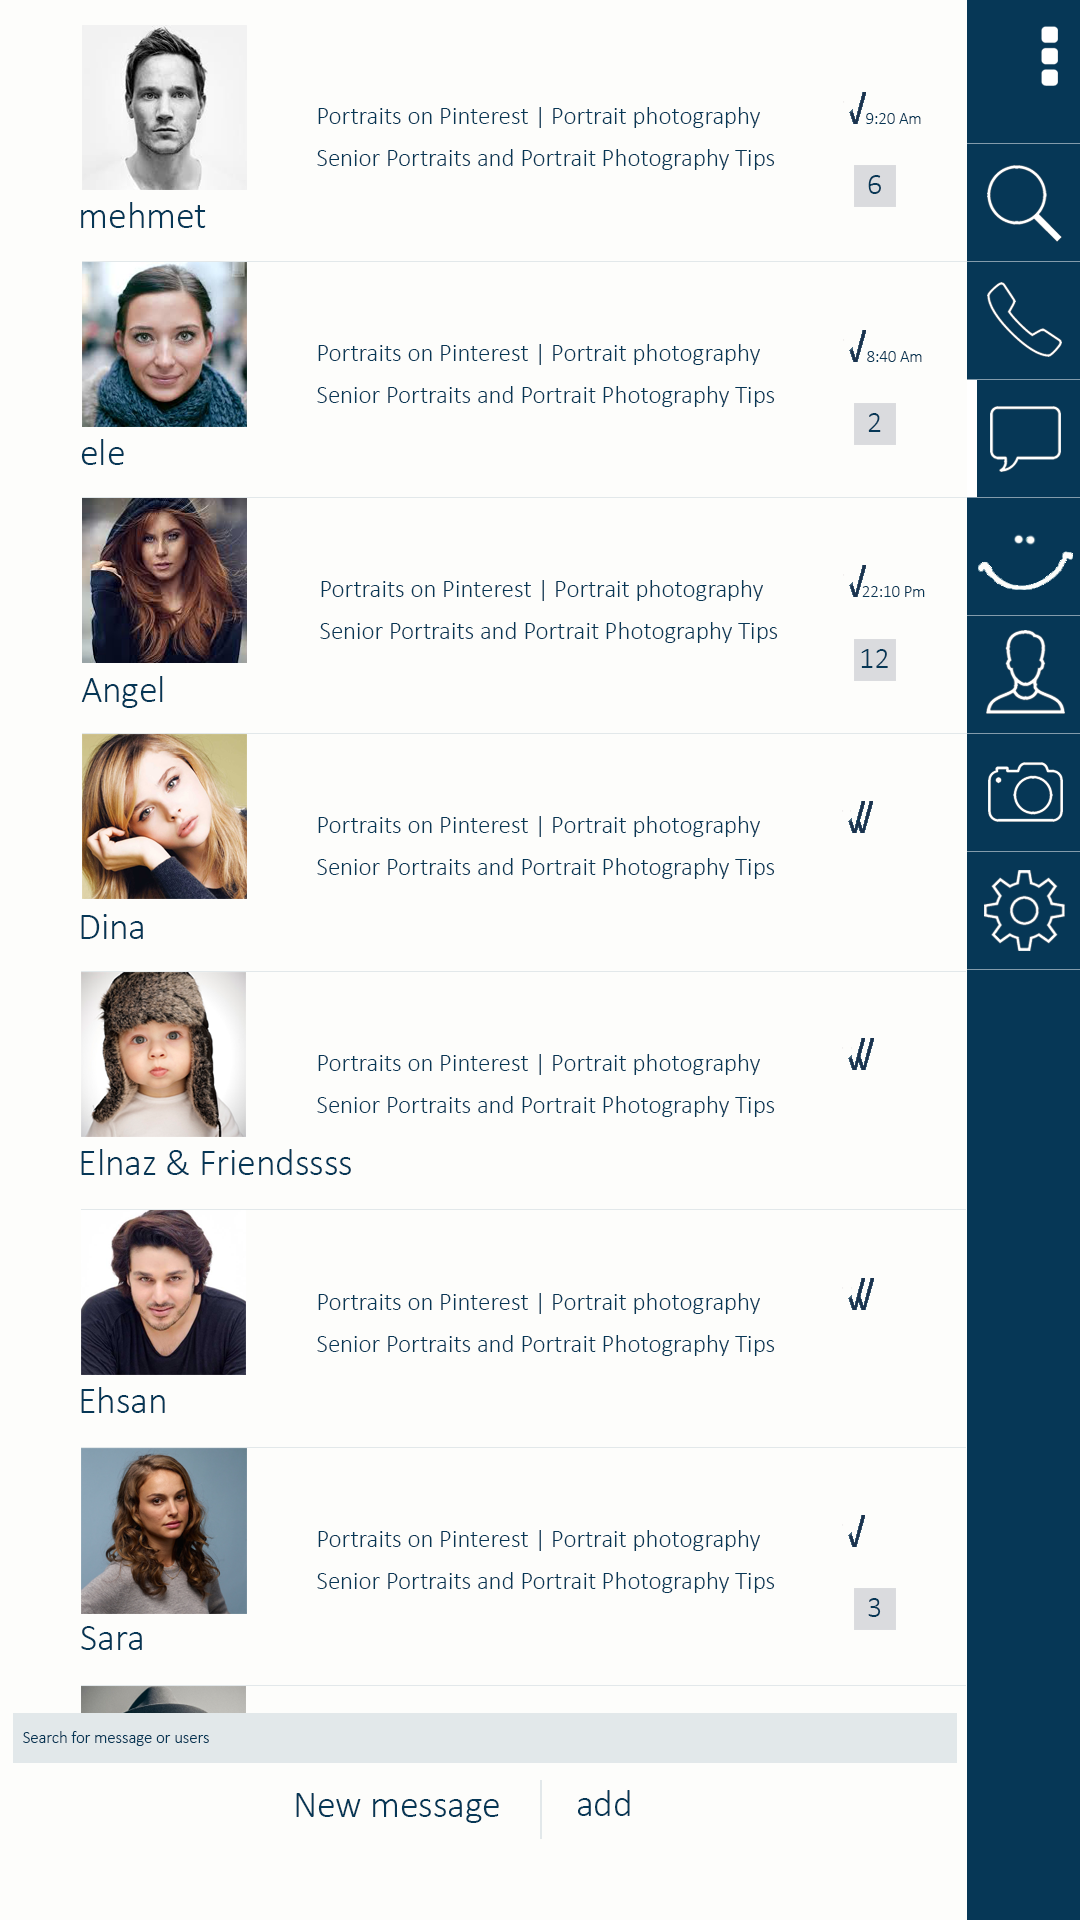 Portraits on Pinterest | Portrait photography
9:20 Am
Senior Portraits and Portrait Photography Tips
6
mehmet
Portraits on Pinterest | Portrait photography
8:40 Am
Senior Portraits and Portrait Photography Tips
2
ele
Portraits on Pinterest | Portrait photography
22:10 Pm
Senior Portraits and Portrait Photography Tips
12
Angel
Portraits on Pinterest | Portrait photography
Senior Portraits and Portrait Photography Tips
Dina
Portraits on Pinterest | Portrait photography
Senior Portraits and Portrait Photography Tips
Elnaz & Friendssss
Portraits on Pinterest | Portrait photography
Senior Portraits and Portrait Photography Tips
Ehsan
Portraits on Pinterest | Portrait photography
Senior Portraits and Portrait Photography Tips
3
Sara
Search for message or users
New message
add